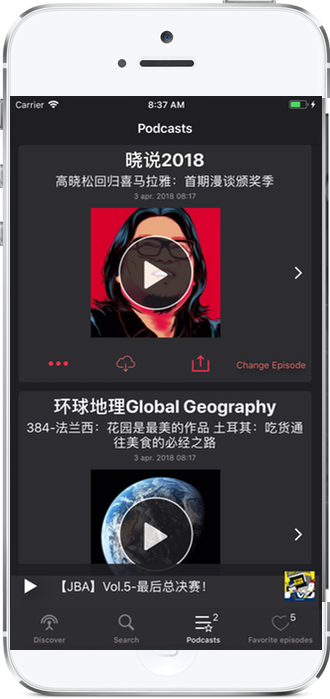 Carrier 8:37 AM
Podcasts
晓说2018
高晓松回归喜马拉雅：首期漫谈颁奖季
3 apr. 2018 08:17
Change Episode
环球地理Global Geography
384-法兰西：花园是最美的作品 土耳其：吃货通
往美食的必经之路
3 apr. 2018 08:17
【JBA】Vol.5-最后总决赛！
2 5
Discover Search Podcasts Favorite episodes